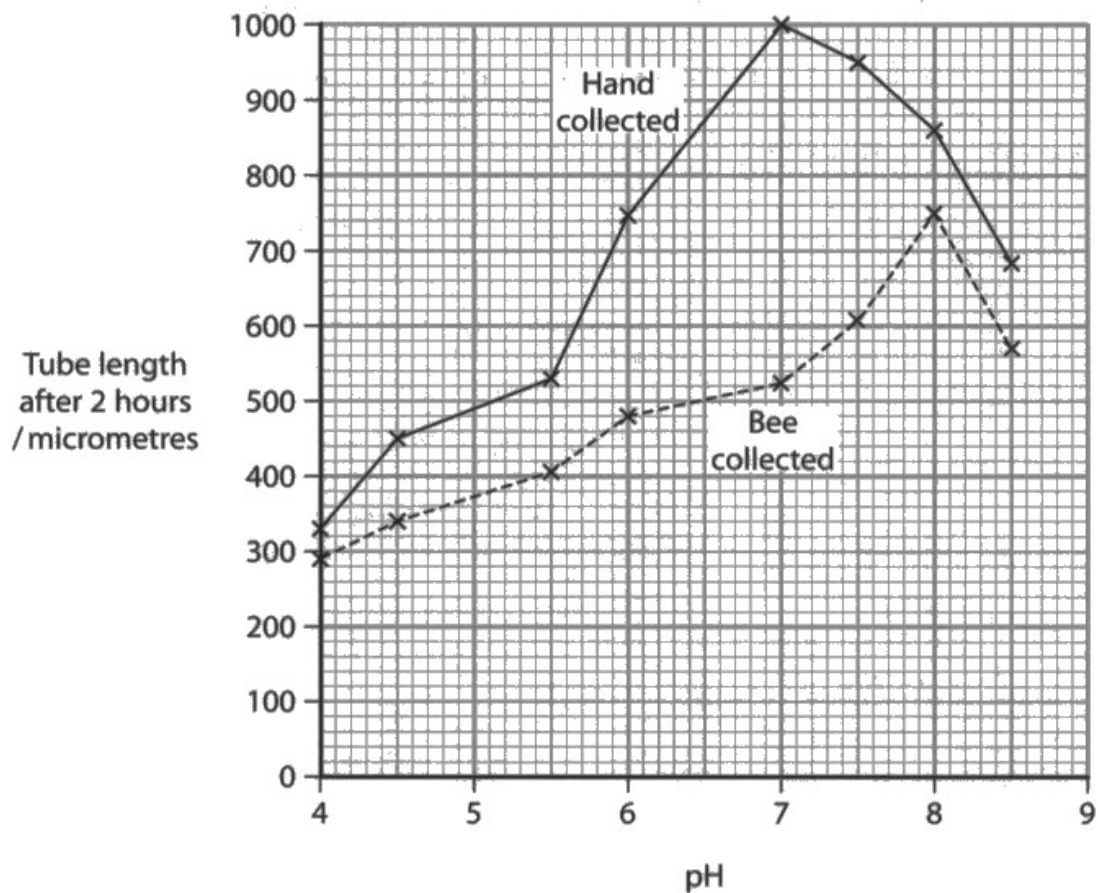 1000
900
800
700
600
500
400
300
200
100
0
Tube length
after 2 hours
/ micrometres
Hand
collected
Bee
collected
4 5 6 7 8 9
pH